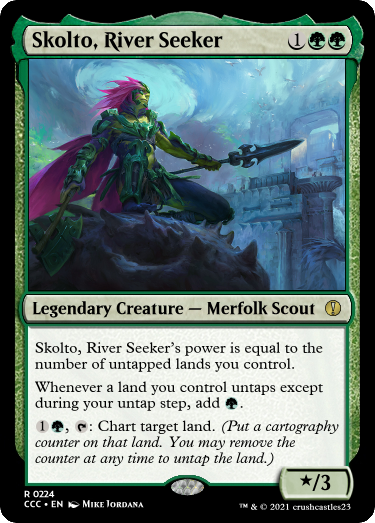 Skolto, River Seeker 1
Legendary Creature — Merfolk Scout
Skolto, River Seeker's power is equal to the
number of untapped lands you control.
Whenever a land you control untaps except
during your untap step, add .
1 , : Chart target land. (Put a cartography
counter on that land. You may remove the
counter at any time to untap the land.)
★/3
R 0224
CCC • EN Mike Jordana
™ & © 2021 crushcastles23